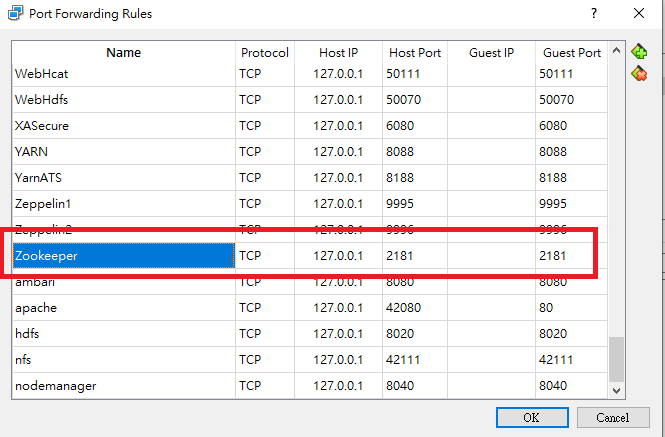 Port Forwarding Rules
Name Protocol Host IP Host Port Guest IP Guest Port
WebHcat TCP 127.0.0.1 50111 50111
WebHdfs TCP 127.0.0.1 50070 50070
XASecure TCP 127.0.0.1 6080 6080
YARN TCP 127.0.0.1 8088 8088
YarnATS TCP 127.0.0.1 8188 8188
Zeppelin1 TCP 127.0.0.1 9995 9995
Zeppelin2 TCP 127.0.0.1 9996 9996
Zookeeper TCP 127.0.0.1 2181 2181
ambari TCP 127.0.0.1 8080 8080
apache TCP 127.0.0.1 42080 80
hdfs TCP 127.0.0.1 8020 8020
nfs TCP 127.0.0.1 42111 42111
nodemanager TCP 127.0.0.1 8040 8040
OK Cancel